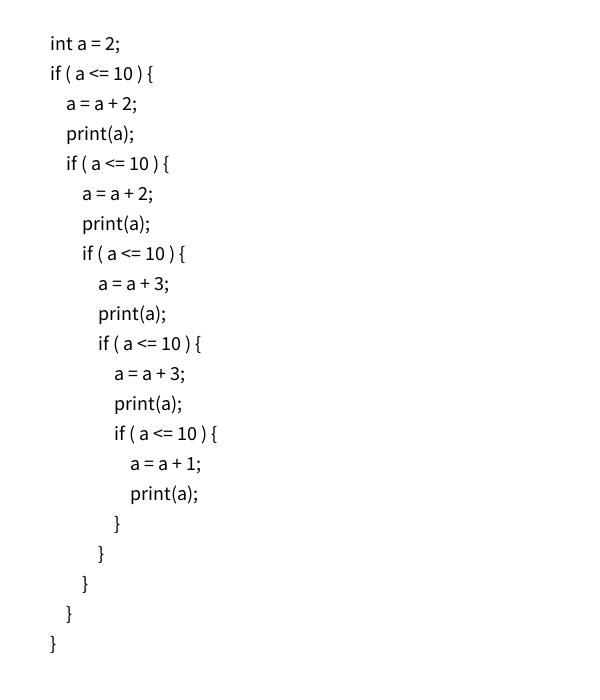 int a = 2;
if ( a <= 10 ) {
a = a + 2;
print(a);
if ( a <= 10 ) {
a = a + 2;
print(a);
if ( a <= 10 ) {
a = a + 3;
print(a);
if ( a <= 10 ) {
a = a + 3;
print(a);
if ( a <= 10 ) {
a = a + 1;
print(a);
}
}
}
}
}